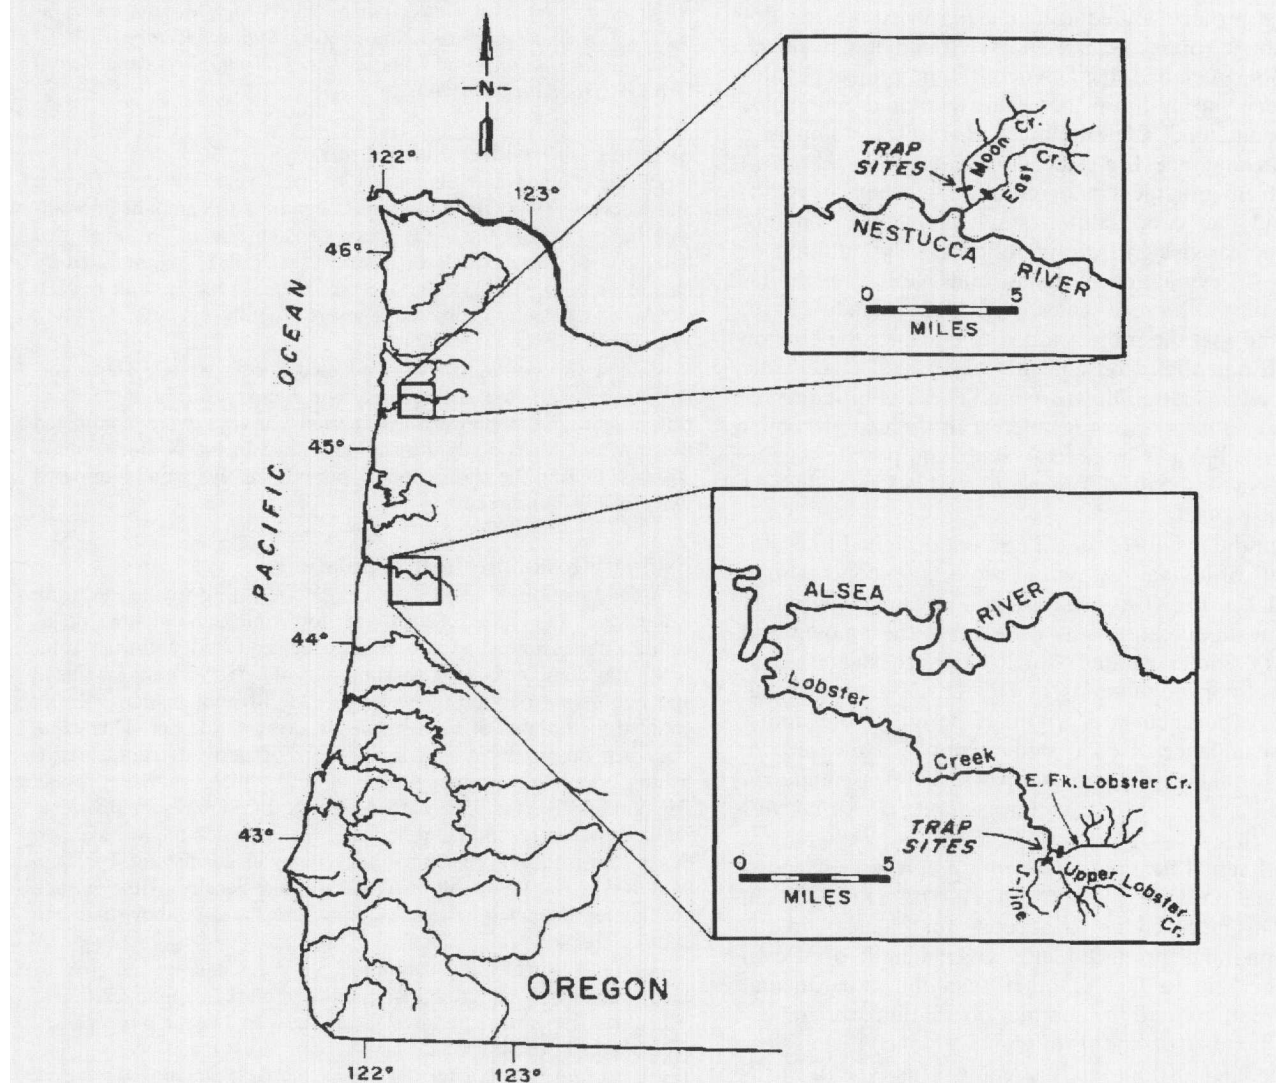 -N-
122°
123°
46°
PACIFIC OCEAN
45°
44°
43°
OREGON
122°
123°
TRAP
SITES
Moon Cr.
East Cr.
NESTUCCA RIVER
0 5
MILES
ALSEA RIVER
Lobster Creek
E. Fk. Lobster Cr.
TRAP
SITES
0 5
MILES
Upper Lobster
Cr.